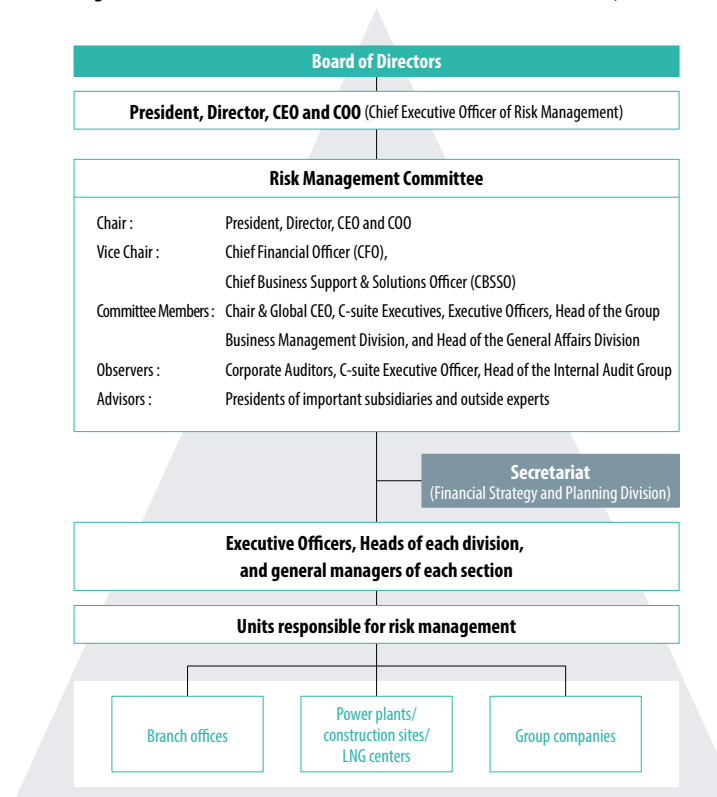 Board of Directors
President, Director, CEO and COO (Chief Executive Officer of Risk Management)
Risk Management Committee
Chair : President, Director, CEO and COO
Vice Chair : Chief Financial Officer (CFO),
Chief Business Support & Solutions Officer (CBSSO)
Committee Members : Chair & Global CEO, C-suite Executives, Executive Officers, Head of the Group
Business Management Division, and Head of the General Affairs Division
Observers : Corporate Auditors, C-suite Executive Officer, Head of the Internal Audit Group
Advisors : Presidents of important subsidiaries and outside experts
Secretariat
(Financial Strategy and Planning Division)
Executive Officers, Heads of each division,
and general managers of each section
Units responsible for risk management
Branch offices
Power plants/
construction sites/
LNG centers
Group companies